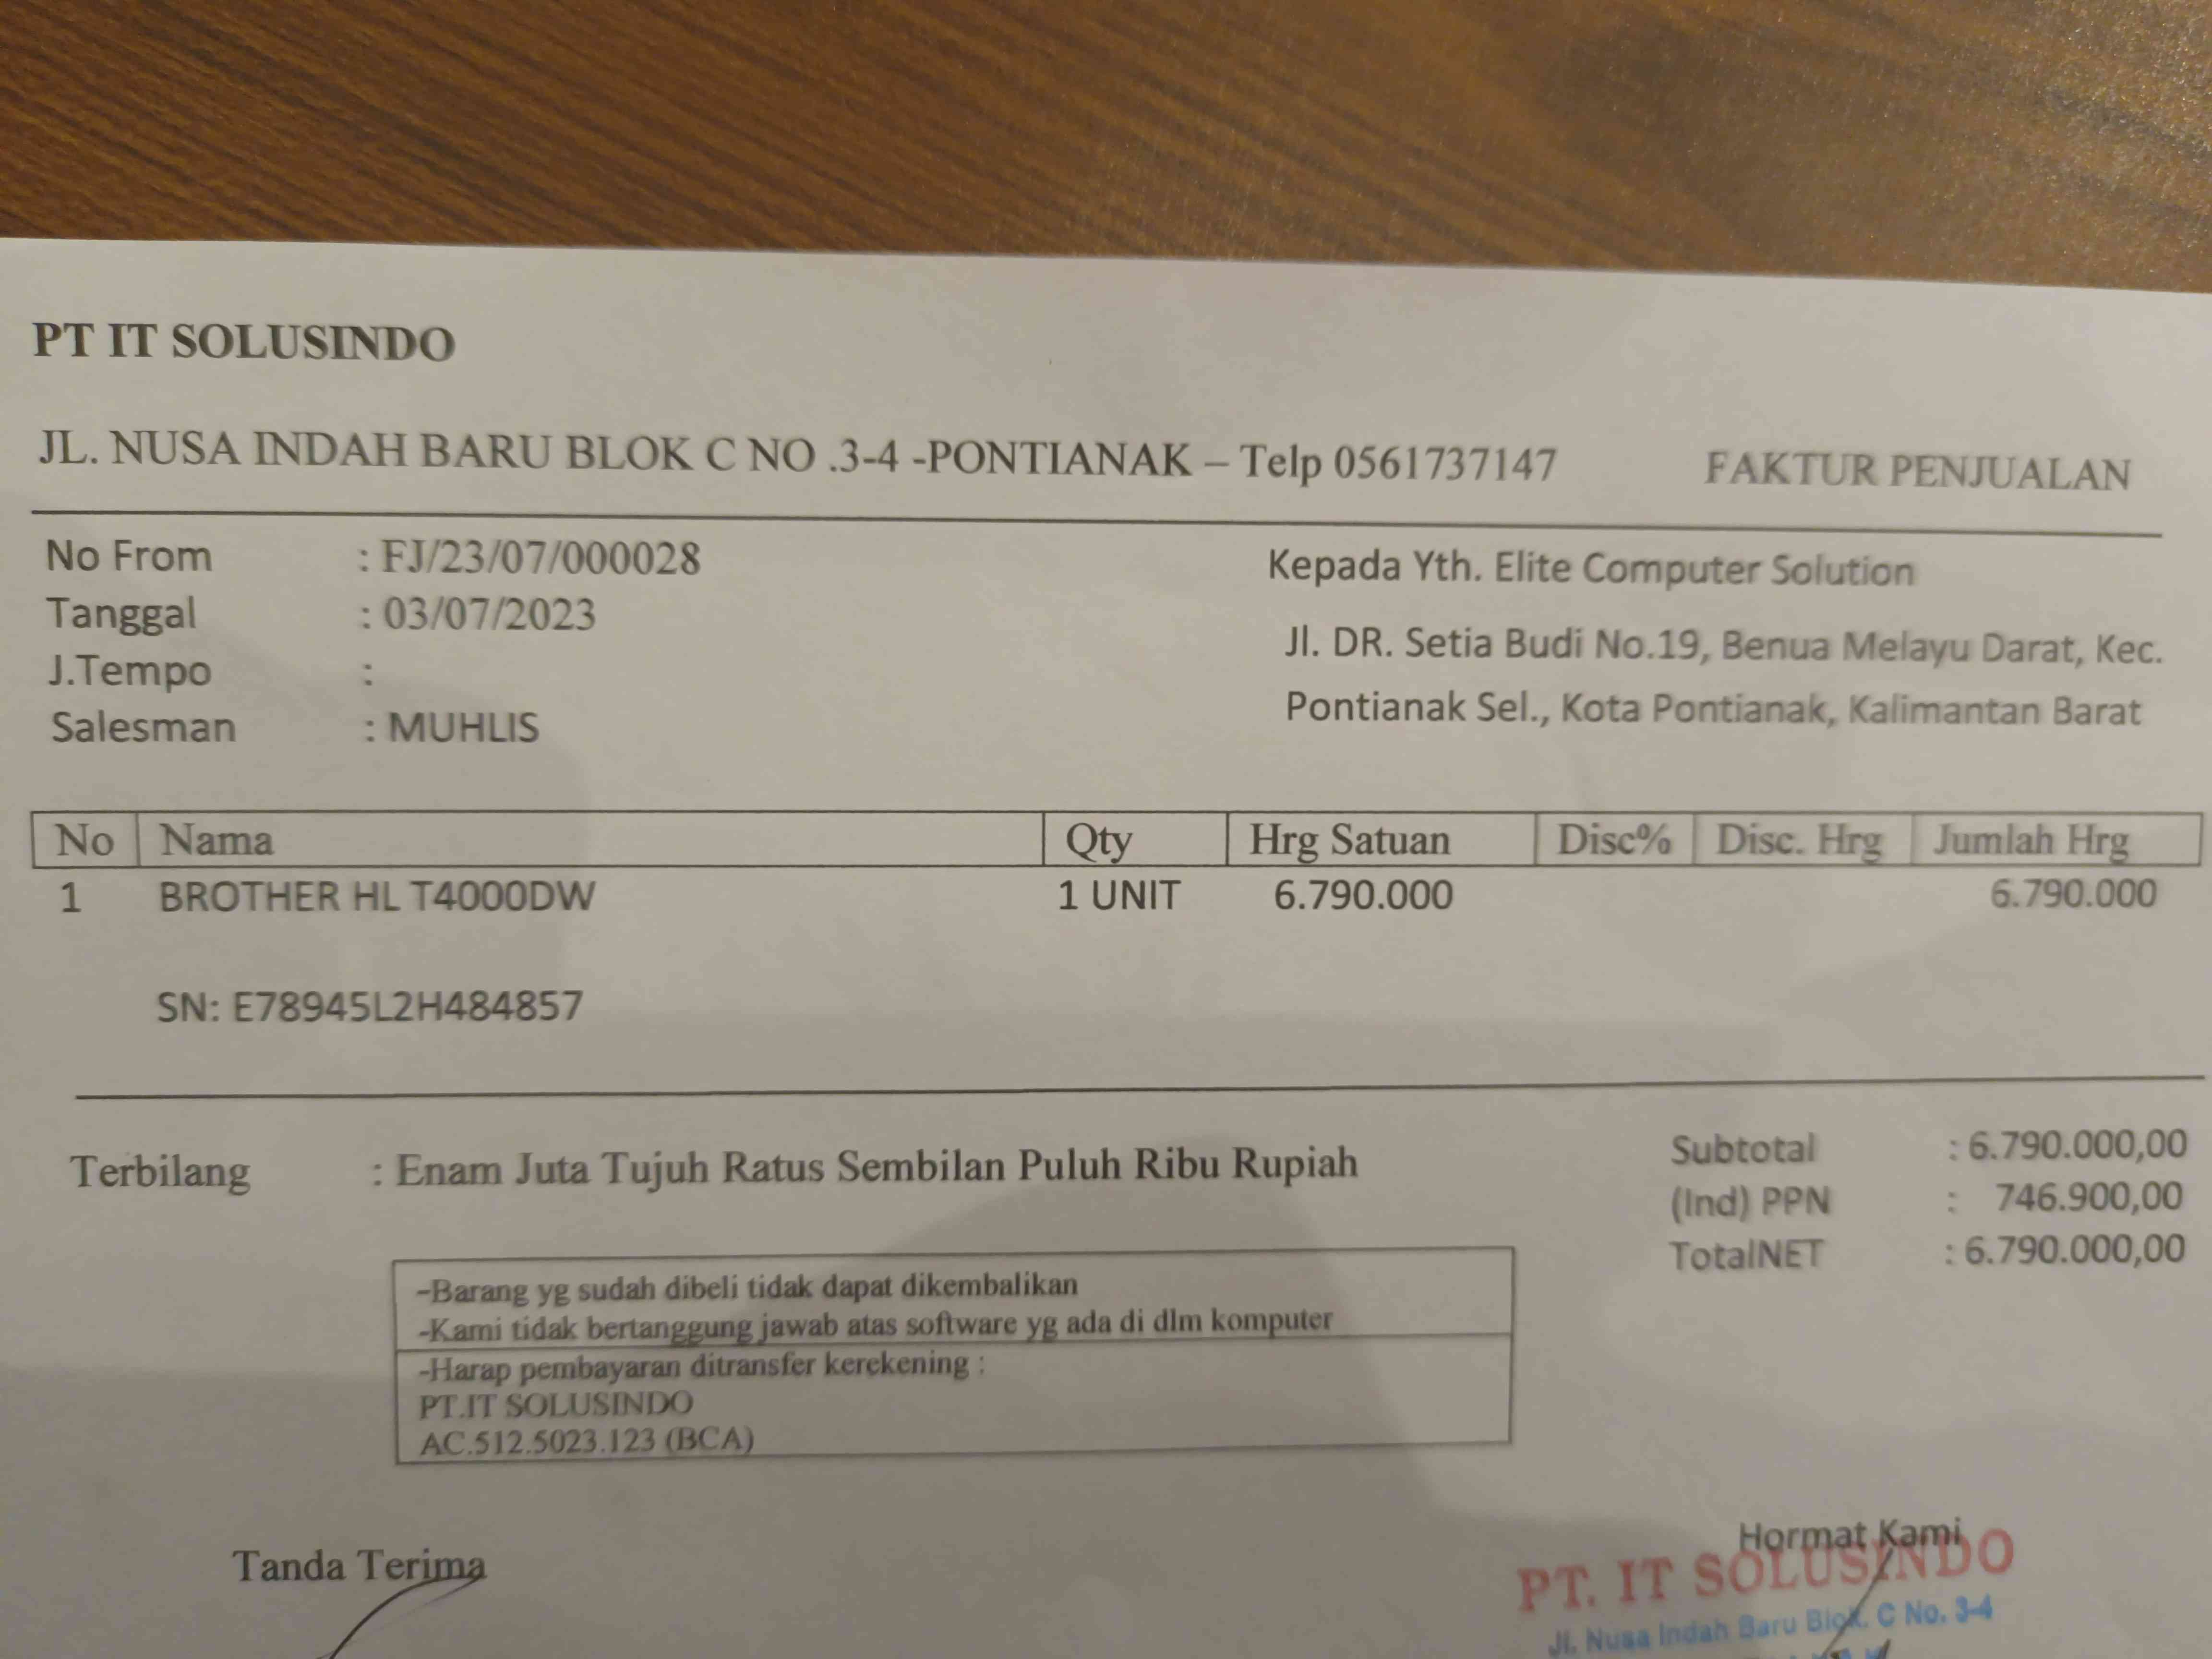 PT IT SOLUSINDO
JL. NUSA INDAH BARU BLOK C NO .3-4 -PONTIANAK – Telp 0561737147 FAKTUR PENJUALAN
No From : FJ/23/07/000028
Tanggal : 03/07/2023
J.Tempo :
Salesman : MUHLIS
Kepada Yth. Elite Computer Solution
Jl. DR. Setia Budi No.19, Benua Melayu Darat, Kec.
Pontianak Sel., Kota Pontianak, Kalimantan Barat
No Nama Qty Hrg Satuan Disc% Disc. Hrg Jumlah Hrg
1 BROTHER HL T4000DW 1 UNIT 6.790.000 6.790.000
SN: E78945L2H484857
Terbilang : Enam Juta Tujuh Ratus Sembilan Puluh Ribu Rupiah
Subtotal : 6.790.000,00
(Ind) PPN : 746.900,00
TotalNET : 6.790.000,00
-Barang yg sudah dibeli tidak dapat dikembalikan
-Kami tidak bertanggung jawab atas software yg ada di dlm komputer
-Harap pembayaran ditransfer kerekening :
PT.IT SOLUSINDO
AC.512.5023.123 (BCA)
Tanda Terima
Hormat Kami
PT. IT SOLUSINDO
Jl. Nusa Indah Baru Blok. C No. 3-4